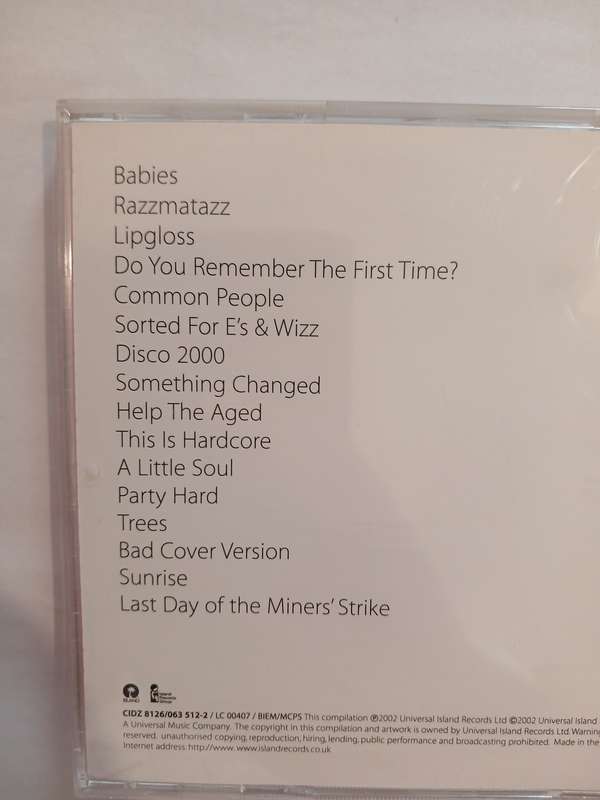 Babies
Razzmatazz
Lipgloss
Do You Remember The First Time?
Common People
Sorted For E's & Wizz
Disco 2000
Something Changed
Help The Aged
This Is Hardcore
A Little Soul
Party Hard
Trees
Bad Cover Version
Sunrise
Last Day of the Miners' Strike
ISLAND
Island Records Group
CIDZ 8126/063 512-2 / LC 00407 / BIEM/MCPS This compilation ℗2002 Universal Island Records Ltd ©2002 Universal Island
A Universal Music Company. The copyright in this compilation and artwork is owned by Universal Island Records Ltd. Warning
reserved. unauthorised copying, reproduction, hiring, lending, public performance and broadcasting prohibited. Made in the
Internet address: http://www.www.islandrecords.co.uk